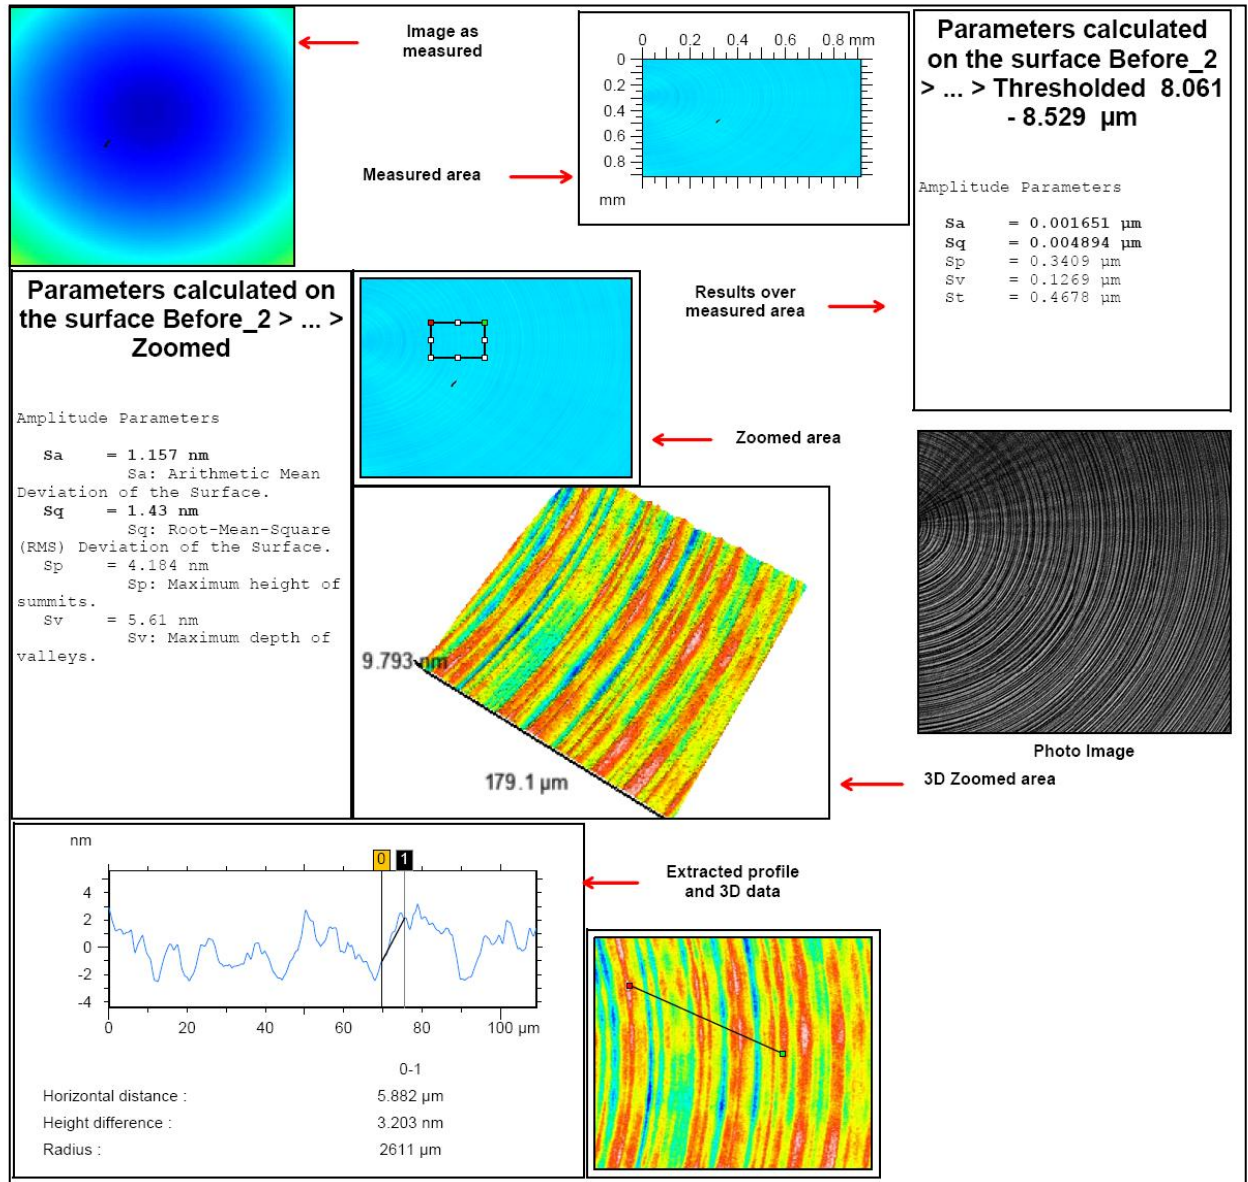 Image as
measured
0 0.2 0.4 0.6 0.8 mm
0
0.2
0.4
0.6
0.8
mm
Measured area
Parameters calculated
on the surface Before_2
> ... > Thresholded 8.061
- 8.529 µm
Amplitude Parameters
Sa = 0.001651 µm
Sq = 0.004894 µm
Sp = 0.3409 µm
Sv = 0.1269 µm
St = 0.4678 µm
Results over
measured area
Parameters calculated on
the surface Before_2 > ... >
Zoomed
Amplitude Parameters
Sa = 1.157 nm
Sa: Arithmetic Mean
Deviation of the Surface.
Sq = 1.43 nm
Sq: Root-Mean-Square
(RMS) Deviation of the Surface.
Sp = 4.184 nm
Sp: Maximum height of
summits.
Sv = 5.61 nm
Sv: Maximum depth of
valleys.
Zoomed area
9.793 nm
179.1 µm
Photo Image
3D Zoomed area
nm
0 1
4
2
0
-2
-4
0 20 40 60 80 100 µm
0-1
Horizontal distance : 5.882 µm
Height difference : 3.203 nm
Radius : 2611 µm
Extracted profile
and 3D data